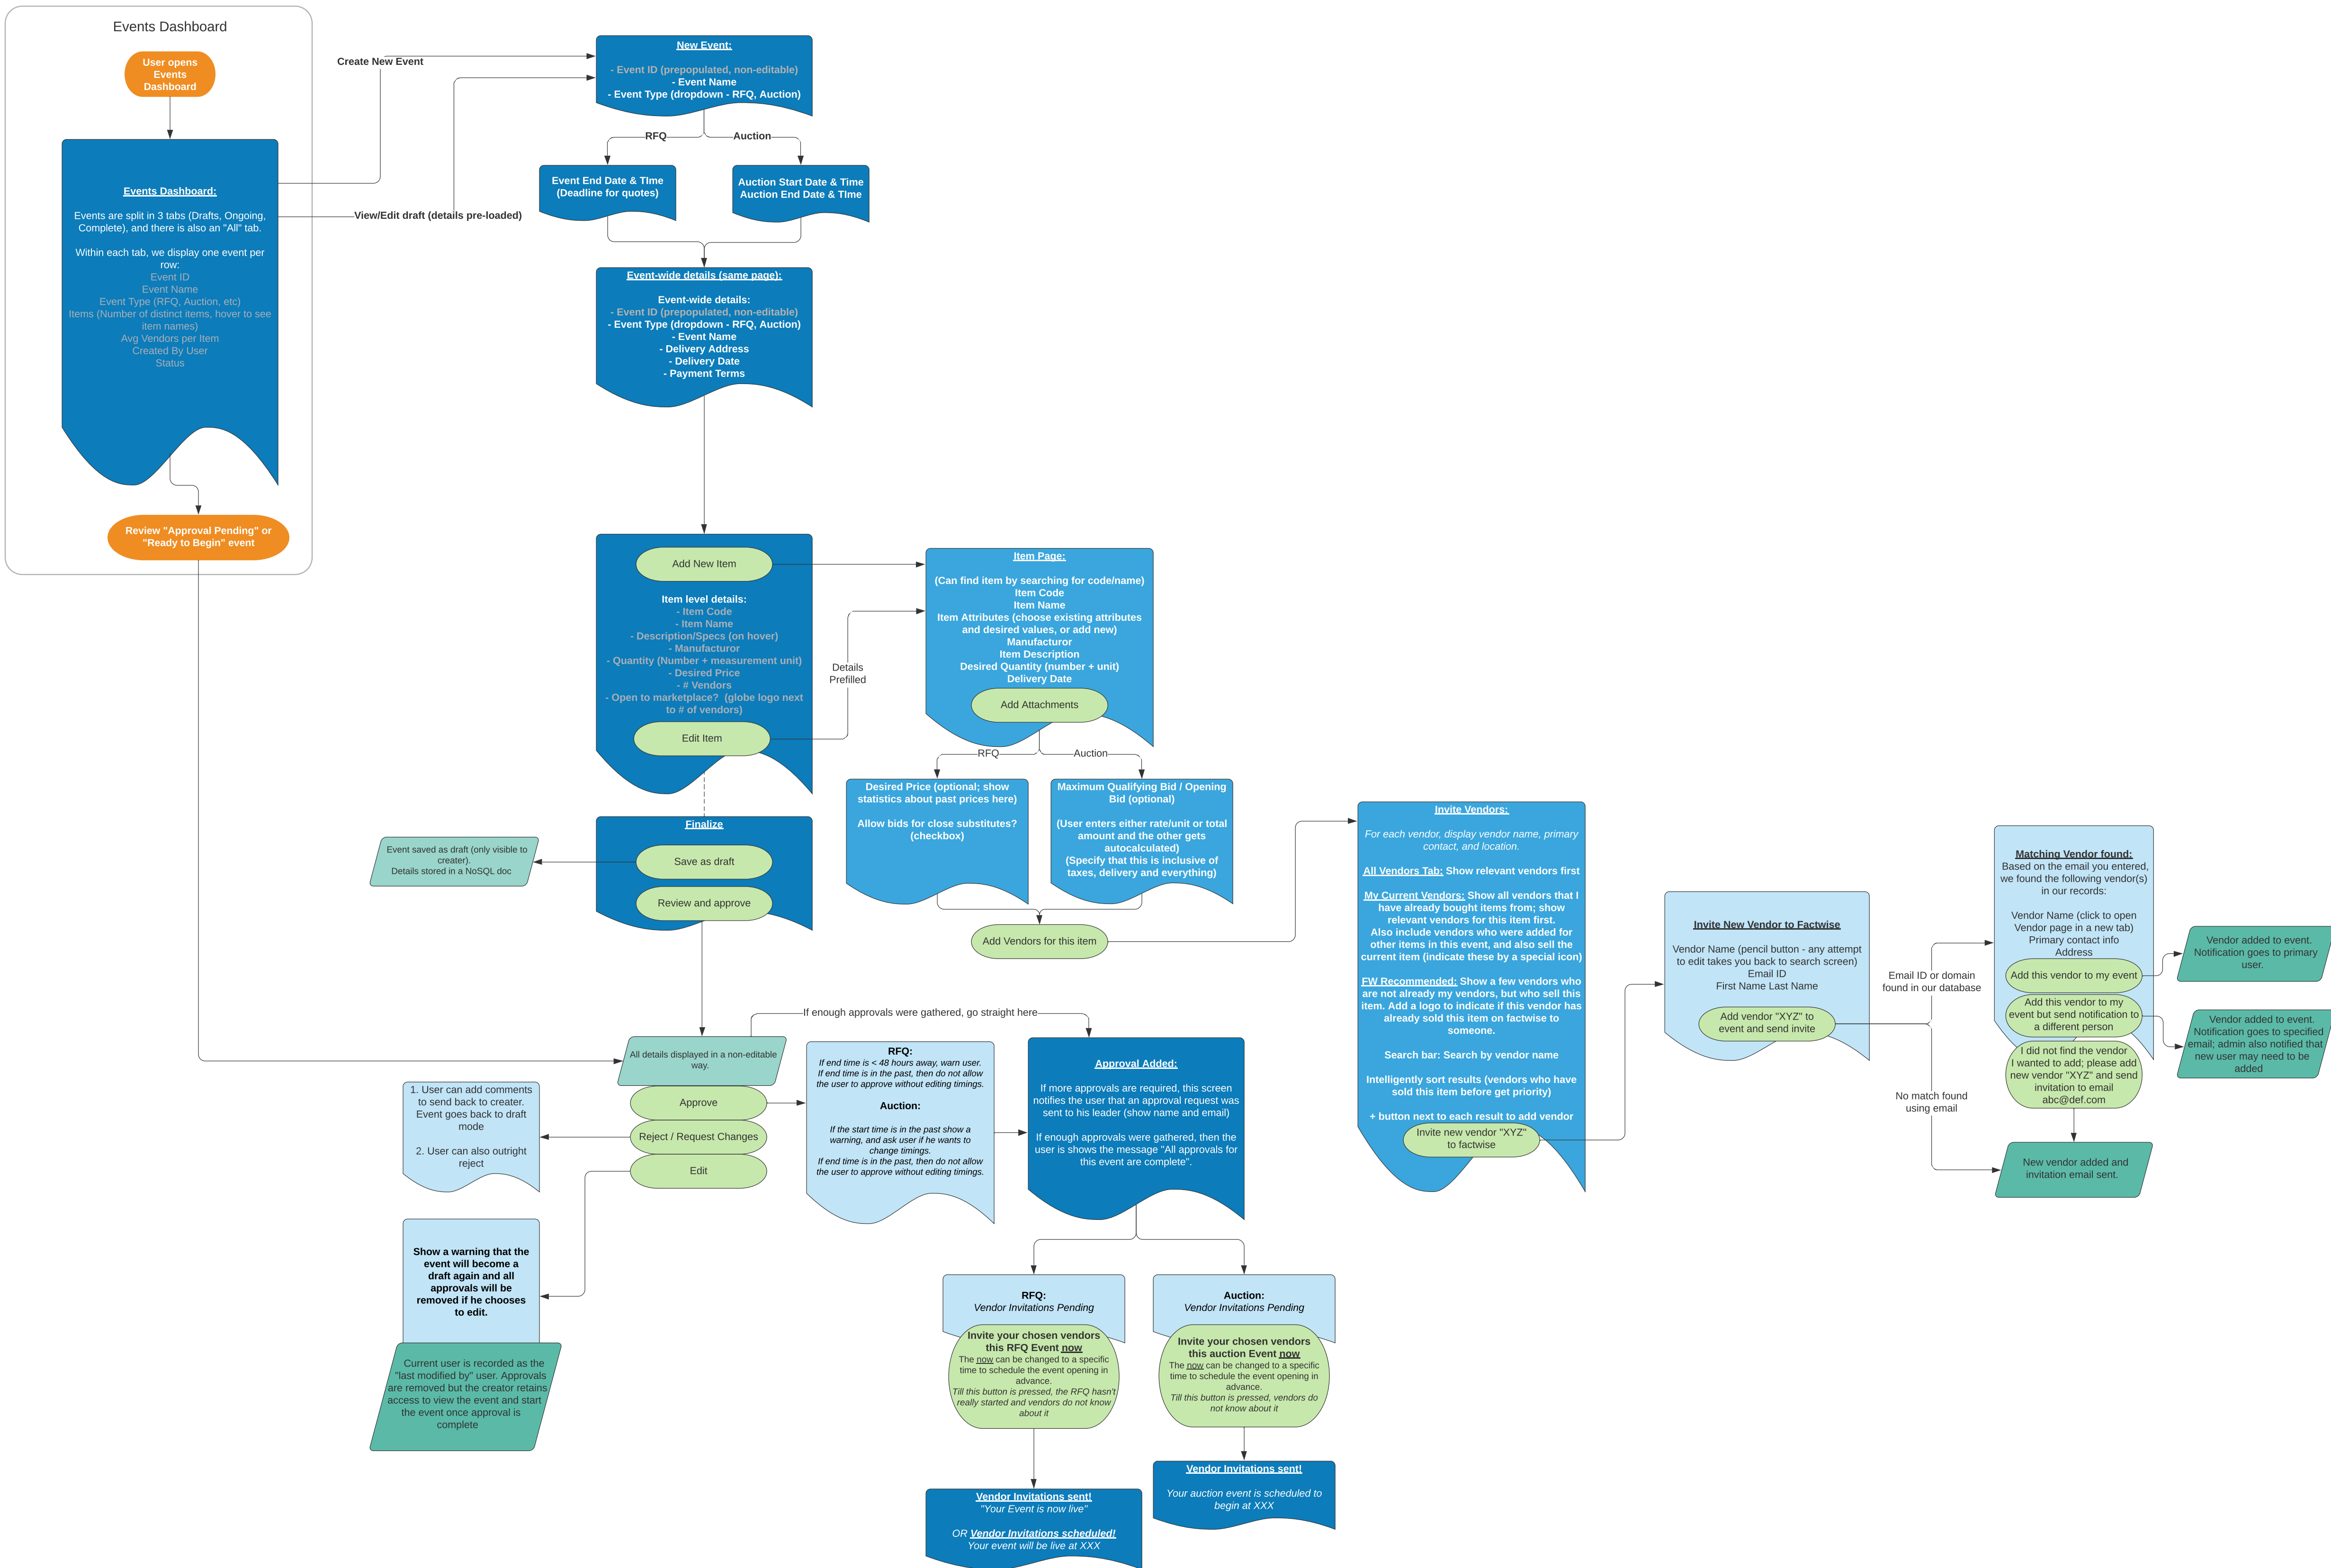 Events Dashboard
User opens
Events
Dashboard
Events Dashboard:
Events are split in 3 tabs (Drafts, Ongoing,
Complete), and there is also an "All" tab.
Within each tab, we display one event per
row:
Event ID
Event Name
Event Type (RFQ, Auction, etc)
Items (Number of distinct items, hover to see
item names)
Avg Vendors per Item
Created By User
Status
Review "Approval Pending" or
"Ready to Begin" event
Create New Event
View/Edit draft (details pre-loaded)
New Event:
- Event ID (prepopulated, non-editable)
- Event Name
- Event Type (dropdown - RFQ, Auction)
RFQ
Auction
Event End Date & TIme
(Deadline for quotes)
Auction Start Date & Time
Auction End Date & TIme
Event-wide details (same page):
Event-wide details:
- Event ID (prepopulated, non-editable)
- Event Type (dropdown - RFQ, Auction)
- Event Name
- Delivery Address
- Delivery Date
- Payment Terms
Add New Item
Item level details:
- Item Code
- Item Name
- Description/Specs (on hover)
- Manufacturor
- Quantity (Number + measurement unit)
- Desired Price
- # Vendors
- Open to marketplace? (globe logo next
to # of vendors)
Edit Item
Details
Prefilled
Item Page:
(Can find item by searching for code/name)
Item Code
Item Name
Item Attributes (choose existing attributes
and desired values, or add new)
Manufacturor
Item Description
Desired Quantity (number + unit)
Delivery Date
Add Attachments
RFQ
Auction
Desired Price (optional; show
statistics about past prices here)
Allow bids for close substitutes?
(checkbox)
Maximum Qualifying Bid / Opening
Bid (optional)
(User enters either rate/unit or total
amount and the other gets
autocalculated)
(Specify that this is inclusive of
taxes, delivery and everything)
Add Vendors for this item
Finalize
Save as draft
Review and approve
Event saved as draft (only visible to
creater).
Details stored in a NoSQL doc
Invite Vendors:
For each vendor, display vendor name, primary
contact, and location.
All Vendors Tab: Show relevant vendors first
My Current Vendors: Show all vendors that I
have already bought items from; show
relevant vendors for this item first.
Also include vendors who were added for
other items in this event, and also sell the
current item (indicate these by a special icon)
FW Recommended: Show a few vendors who
are not already my vendors, but who sell this
item. Add a logo to indicate if this vendor has
already sold this item on factwise to
someone.
Search bar: Search by vendor name
Intelligently sort results (vendors who have
sold this item before get priority)
+ button next to each result to add vendor
Invite new vendor "XYZ"
to factwise
Invite New Vendor to Factwise
Vendor Name (pencil button - any attempt
to edit takes you back to search screen)
Email ID
First Name Last Name
Add vendor "XYZ" to
event and send invite
Email ID or domain
found in our database
No match found
using email
Matching Vendor found:
Based on the email you entered,
we found the following vendor(s)
in our records:
Vendor Name (click to open
Vendor page in a new tab)
Primary contact info
Address
Add this vendor to my event
Add this vendor to my
event but send notification to
a different person
I did not find the vendor
I wanted to add; please add
new vendor "XYZ" and send
invitation to email
abc@def.com
Vendor added to event.
Notification goes to primary
user.
Vendor added to event.
Notification goes to specified
email; admin also notified that
new user may need to be
added
New vendor added and
invitation email sent.
If enough approvals were gathered, go straight here
All details displayed in a non-editable
way.
Approve
Reject / Request Changes
Edit
1. User can add comments
to send back to creater.
Event goes back to draft
mode
2. User can also outright
reject
Show a warning that the
event will become a
draft again and all
approvals will be
removed if he chooses
to edit.
Current user is recorded as the
"last modified by" user. Approvals
are removed but the creator retains
access to view the event and start
the event once approval is
complete
RFQ:
If end time is < 48 hours away, warn user.
If end time is in the past, then do not allow
the user to approve without editing timings.
Auction:
If the start time is in the past show a
warning, and ask user if he wants to
change timings.
If end time is in the past, then do not allow
the user to approve without editing timings.
Approval Added:
If more approvals are required, this screen
notifies the user that an approval request was
sent to his leader (show name and email)
If enough approvals were gathered, then the
user is shows the message "All approvals for
this event are complete".
RFQ:
Vendor Invitations Pending
Invite your chosen vendors
this RFQ Event now
The now can be changed to a specific
time to schedule the event opening in
advance.
Till this button is pressed, the RFQ hasn't
really started and vendors do not know
about it
Auction:
Vendor Invitations Pending
Invite your chosen vendors
this auction Event now
The now can be changed to a specific
time to schedule the event opening in
advance.
Till this button is pressed, vendors do
not know about it
Vendor Invitations sent!
"Your Event is now live"
OR Vendor Invitations scheduled!
Your event will be live at XXX
Vendor Invitations sent!
Your auction event is scheduled to
begin at XXX